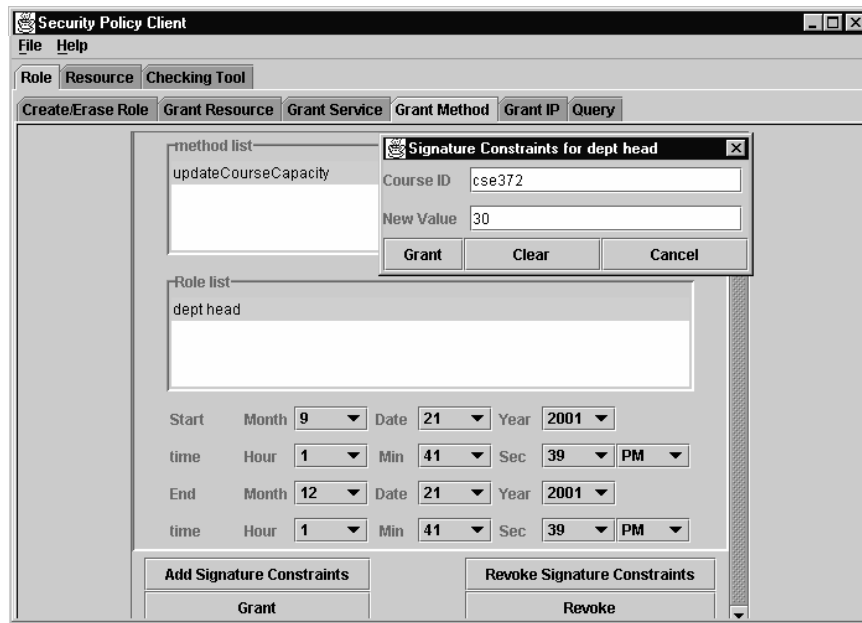 Security Policy Client
File Help
Role Resource Checking Tool
Create/Erase Role Grant Resource Grant Service Grant Method Grant IP Query
method list
updateCourseCapacity
Signature Constraints for dept head
Course ID cse372
New Value 30
Grant Clear Cancel
Role list
dept head
Start Month 9 Date 21 Year 2001
time Hour 1 Min 41 Sec 39 PM
End Month 12 Date 21 Year 2001
time Hour 1 Min 41 Sec 39 PM
Add Signature Constraints Revoke Signature Constraints
Grant Revoke